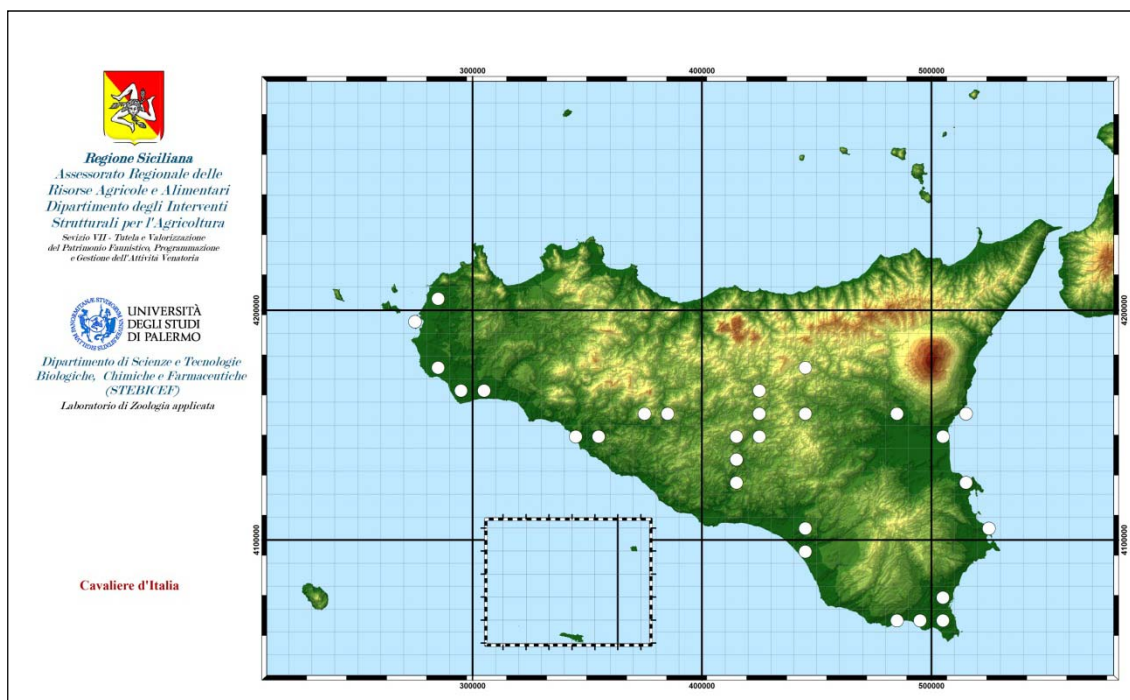 Regione Siciliana
Assessorato Regionale delle
Risorse Agricole e Alimentari
Dipartimento degli Interventi
Strutturali per l'Agricoltura
Sevizio VII - Tutela e Valorizzazione
del Patrimonio Faunistico, Programmazione
e Gestione dell'Attività Venatoria
UNIVERSITÀ
DEGLI STUDI
DI PALERMO
Dipartimento di Scienze e Tecnologie
Biologiche, Chimiche e Farmaceutiche
(STEBICEF)
Laboratorio di Zoologia applicata
Cavaliere d'Italia
300000 400000 500000
4200000 4200000
4100000 4100000
300000 400000 500000